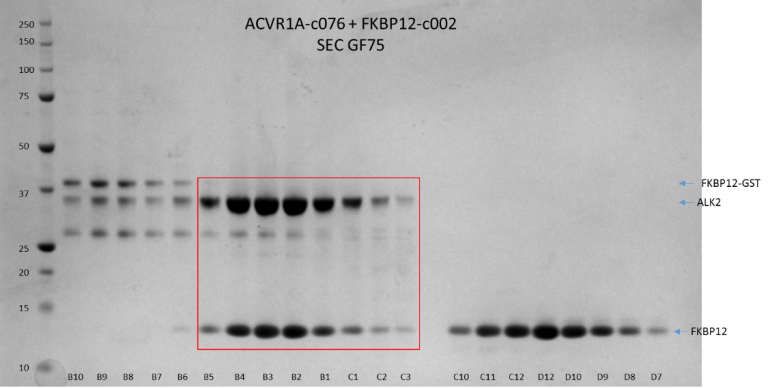 ACVR1A-c076 + FKBP12-c002
SEC GF75
250
150
100
75
50
37
25
20
15
10
FKBP12-GST
ALK2
FKBP12
B10 B9 B8 B7 B6 B5 B4 B3 B2 B1 C1 C2 C3 C10 C11 C12 D12 D10 D9 D8 D7